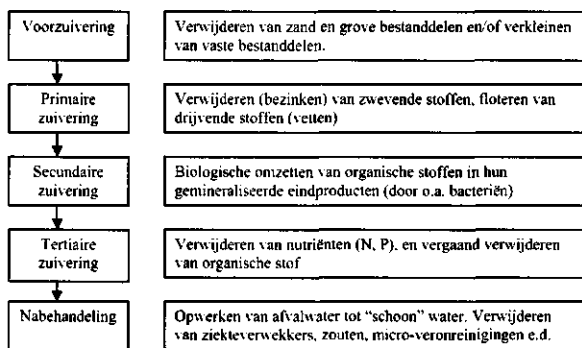 Voorzuivering
Verwijderen van zand en grove bestanddelen en/of verkleinen
van vaste bestanddelen.
Primaire
zuivering
Verwijderen (bezinken) van zwevende stoffen, floteren van
drijvende stoffen (vetten)
Secundaire
zuivering
Biologische omzetten van organische stoffen in hun
gemineraliseerde eindproducten (door o.a. bacteriën)
Tertiaire
zuivering
Verwijderen van nutriënten (N, P). en vergaand verwijderen
van organische stof
Nabehandeling
Opwerken van afvalwater tot "schoon" water. Verwijderen
van ziekteverwekkers, zouten, micro-veronreinigingen e.d.